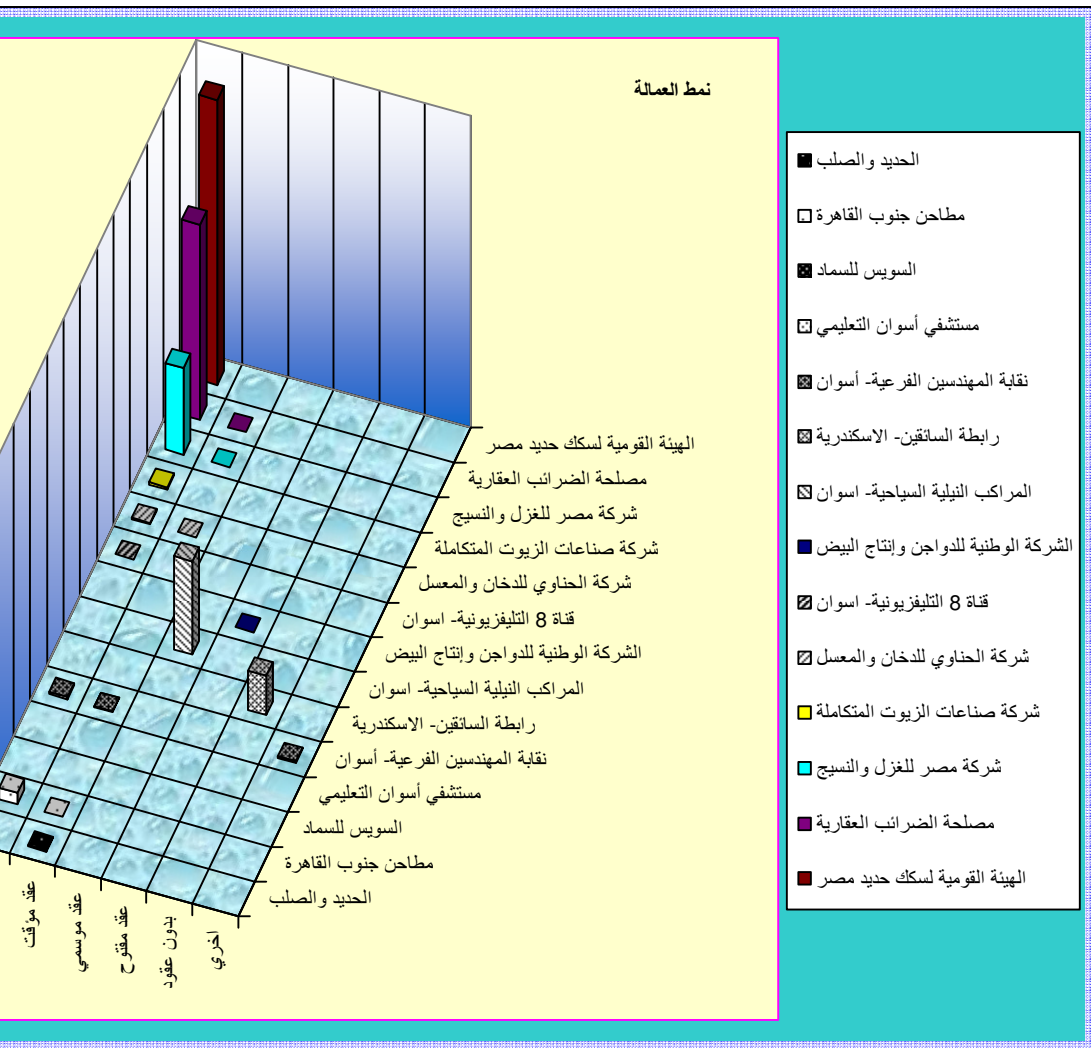 نمط العمالة
الحديد والصلب
مطاحن جنوب القاهرة
السويس للسماد
مستشفي أسوان التعليمي
نقابة المهندسين الفرعية- أسوان
رابطة السائقين- الاسكندرية
المراكب النيلية السياحية- اسوان
الشركة الوطنية للدواجن وإنتاج البيض
قناة 8 التليفزيونية- اسوان
شركة الحناوي للدخان والمعسل
شركة صناعات الزيوت المتكاملة
شركة مصر للغزل والنسيج
مصلحة الضرائب العقارية
الهيئة القومية لسكك حديد مصر
الهيئة القومية لسكك حديد مصر
مصلحة الضرائب العقارية
شركة مصر للغزل والنسيج
شركة صناعات الزيوت المتكاملة
شركة الحناوي للدخان والمعسل
قناة 8 التليفزيونية- اسوان
الشركة الوطنية للدواجن وإنتاج البيض
المراكب النيلية السياحية- اسوان
رابطة السائقين- الاسكندرية
نقابة المهندسين الفرعية- أسوان
مستشفي أسوان التعليمي
السويس للسماد
مطاحن جنوب القاهرة
الحديد والصلب
عقد مؤقت
عقد موسمي
عقد مفتوح
بدون عقود
اخري